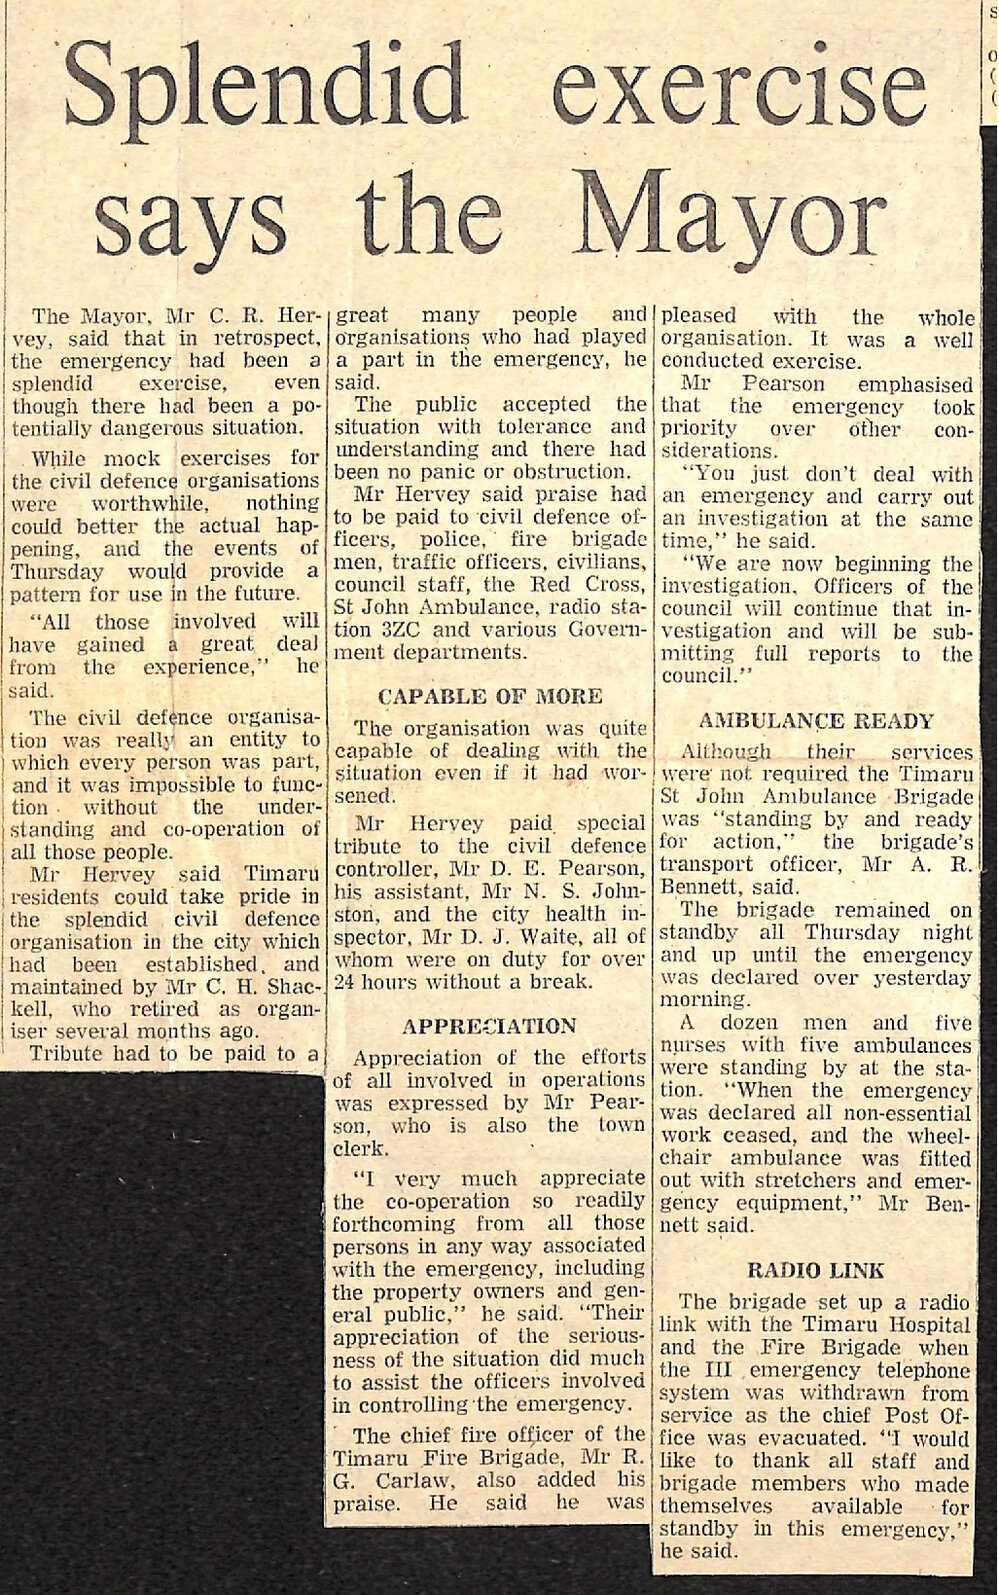 Splendid exercise
says the Mayor
The Mayor, Mr C. R. Her-
vey, said that in retrospect,
the emergency had been a
splendid exercise, even
though there had been a po-
tentially dangerous situation.
While mock exercises for
the civil defence organisations
were worthwhile, nothing
could better the actual hap-
pening, and the events of
Thursday would provide a
pattern for use in the future.
"All those involved will
have gained a great deal
from the experience," he
said.
The civil defence organisa-
tion was really an entity to
which every person was part,
and it was impossible to func-
tion without the under-
standing and co-operation of
all those people.
Mr Hervey said Timaru
residents could take pride in
the splendid civil defence
organisation in the city which
had been established, and
maintained by Mr C. H. Shac-
kell, who retired as organ-
iser several months ago.
Tribute had to be paid to a
great many people and
organisations who had played
a part in the emergency, he
said.
The public accepted the
situation with tolerance and
understanding and there had
been no panic or obstruction.
Mr Hervey said praise had
to be paid to civil defence of-
ficers, police, fire brigade
men, traffic officers, civilians,
council staff, the Red Cross,
St John Ambulance, radio sta-
tion 3ZC and various Govern-
ment departments.
CAPABLE OF MORE
The organisation was quite
capable of dealing with the
situation even if it had wor-
sened.
Mr Hervey paid special
tribute to the civil defence
controller, Mr D. E. Pearson,
his assistant, Mr N. S. John-
ston, and the city health in-
spector, Mr D. J. Waite, all of
whom were on duty for over
24 hours without a break.
APPRECIATION
Appreciation of the efforts
of all involved in operations
was expressed by Mr Pear-
son, who is also the town
clerk.
"I very much appreciate
the co-operation so readily
forthcoming from all those
persons in any way associated
with the emergency, including
the property owners and gen-
eral public," he said. "Their
appreciation of the serious-
ness of the situation did much
to assist the officers involved
in controlling the emergency.
The chief fire officer of the
Timaru Fire Brigade, Mr R.
G. Carlaw, also added his
praise. He said he was
pleased with the whole
organisation. It was a well
conducted exercise.
Mr Pearson emphasised
that the emergency took
priority over other con-
siderations.
"You just don't deal with
an emergency and carry out
an investigation at the same
time," he said.
"We are now beginning the
investigation. Officers of the
council will continue that in-
vestigation and will be sub-
mitting full reports to the
council."
AMBULANCE READY
Although their services
were not required the Timaru
St John Ambulance Brigade
was "standing by and ready
for action," the brigade's
transport officer, Mr A. R.
Bennett, said.
The brigade remained on
standby all Thursday night
and up until the emergency
was declared over yesterday
morning.
A dozen men and five
nurses with five ambulances
were standing by at the sta-
tion. "When the emergency
was declared all non-essential
work ceased, and the wheel-
chair ambulance was fitted
out with stretchers and emer-
gency equipment," Mr Ben-
nett said.
RADIO LINK
The brigade set up a radio
link with the Timaru Hospital
and the Fire Brigade when
the III emergency telephone
system was withdrawn from
service as the chief Post Of-
fice was evacuated. "I would
like to thank all staff and
brigade members who made
themselves available for
standby in this emergency,"
he said.